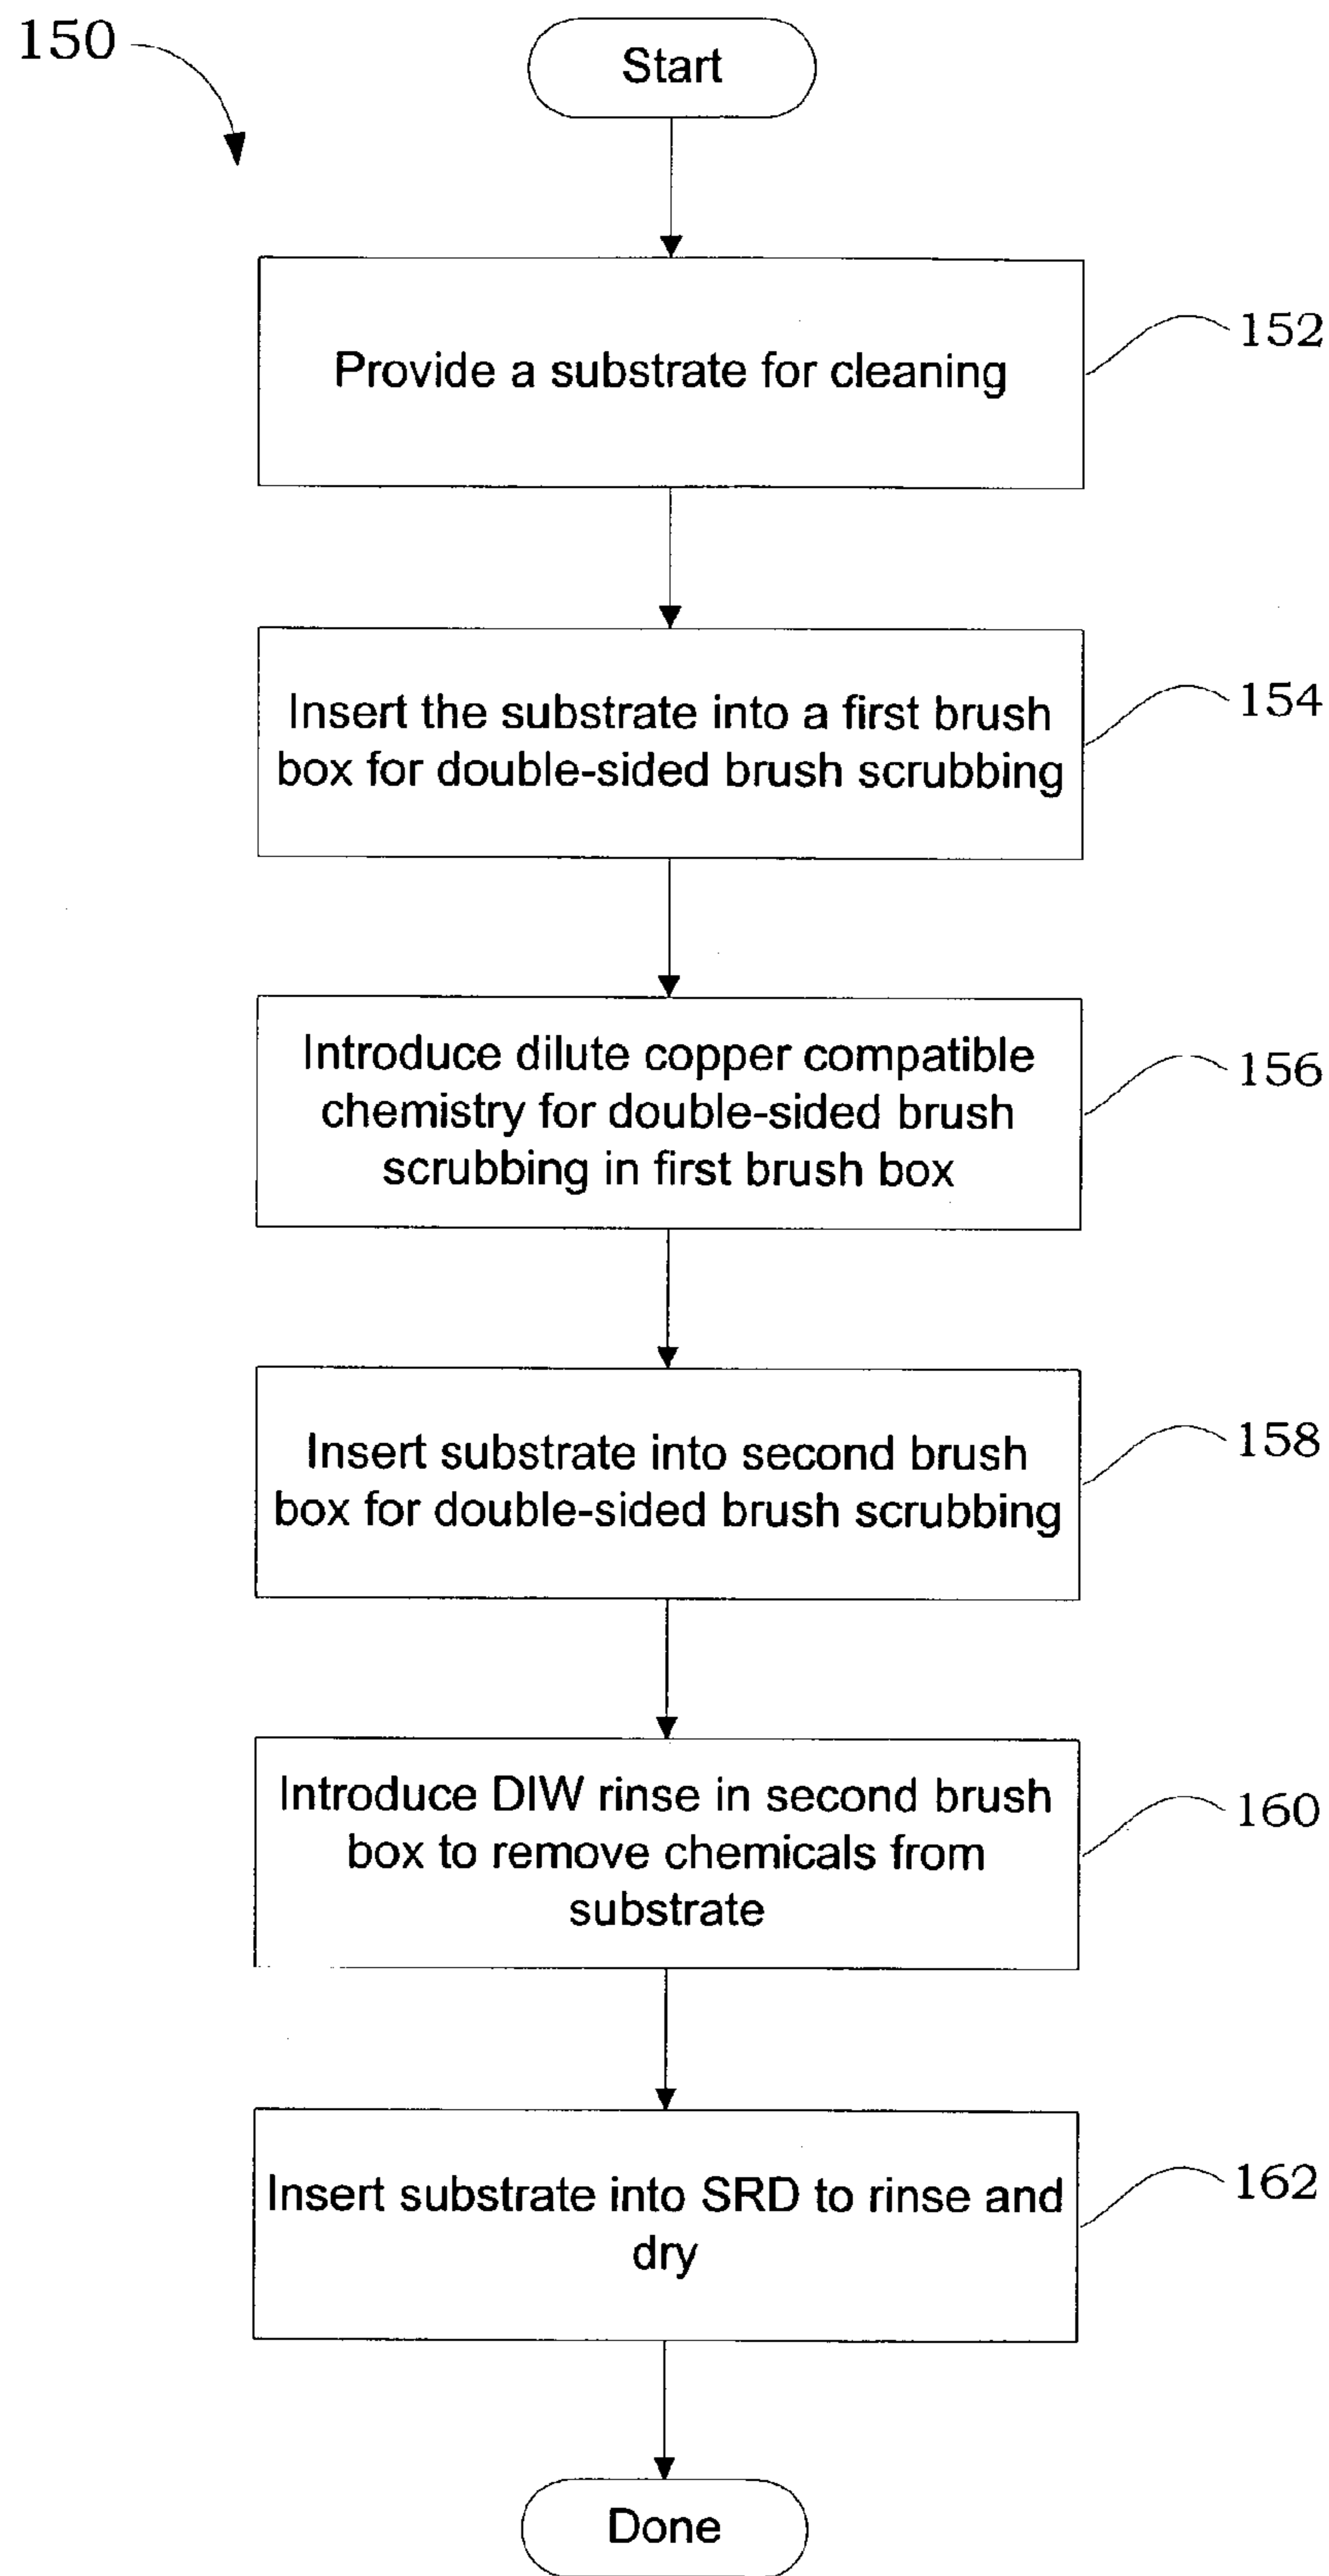 150
Start
Provide a substrate for cleaning
152
Insert the substrate into a first brush
box for double-sided brush scrubbing
154
Introduce dilute copper compatible
chemistry for double-sided brush
scrubbing in first brush box
156
Insert substrate into second brush
box for double-sided brush scrubbing
158
Introduce DIW rinse in second brush
box to remove chemicals from
substrate
160
Insert substrate into SRD to rinse and
dry
162
Done